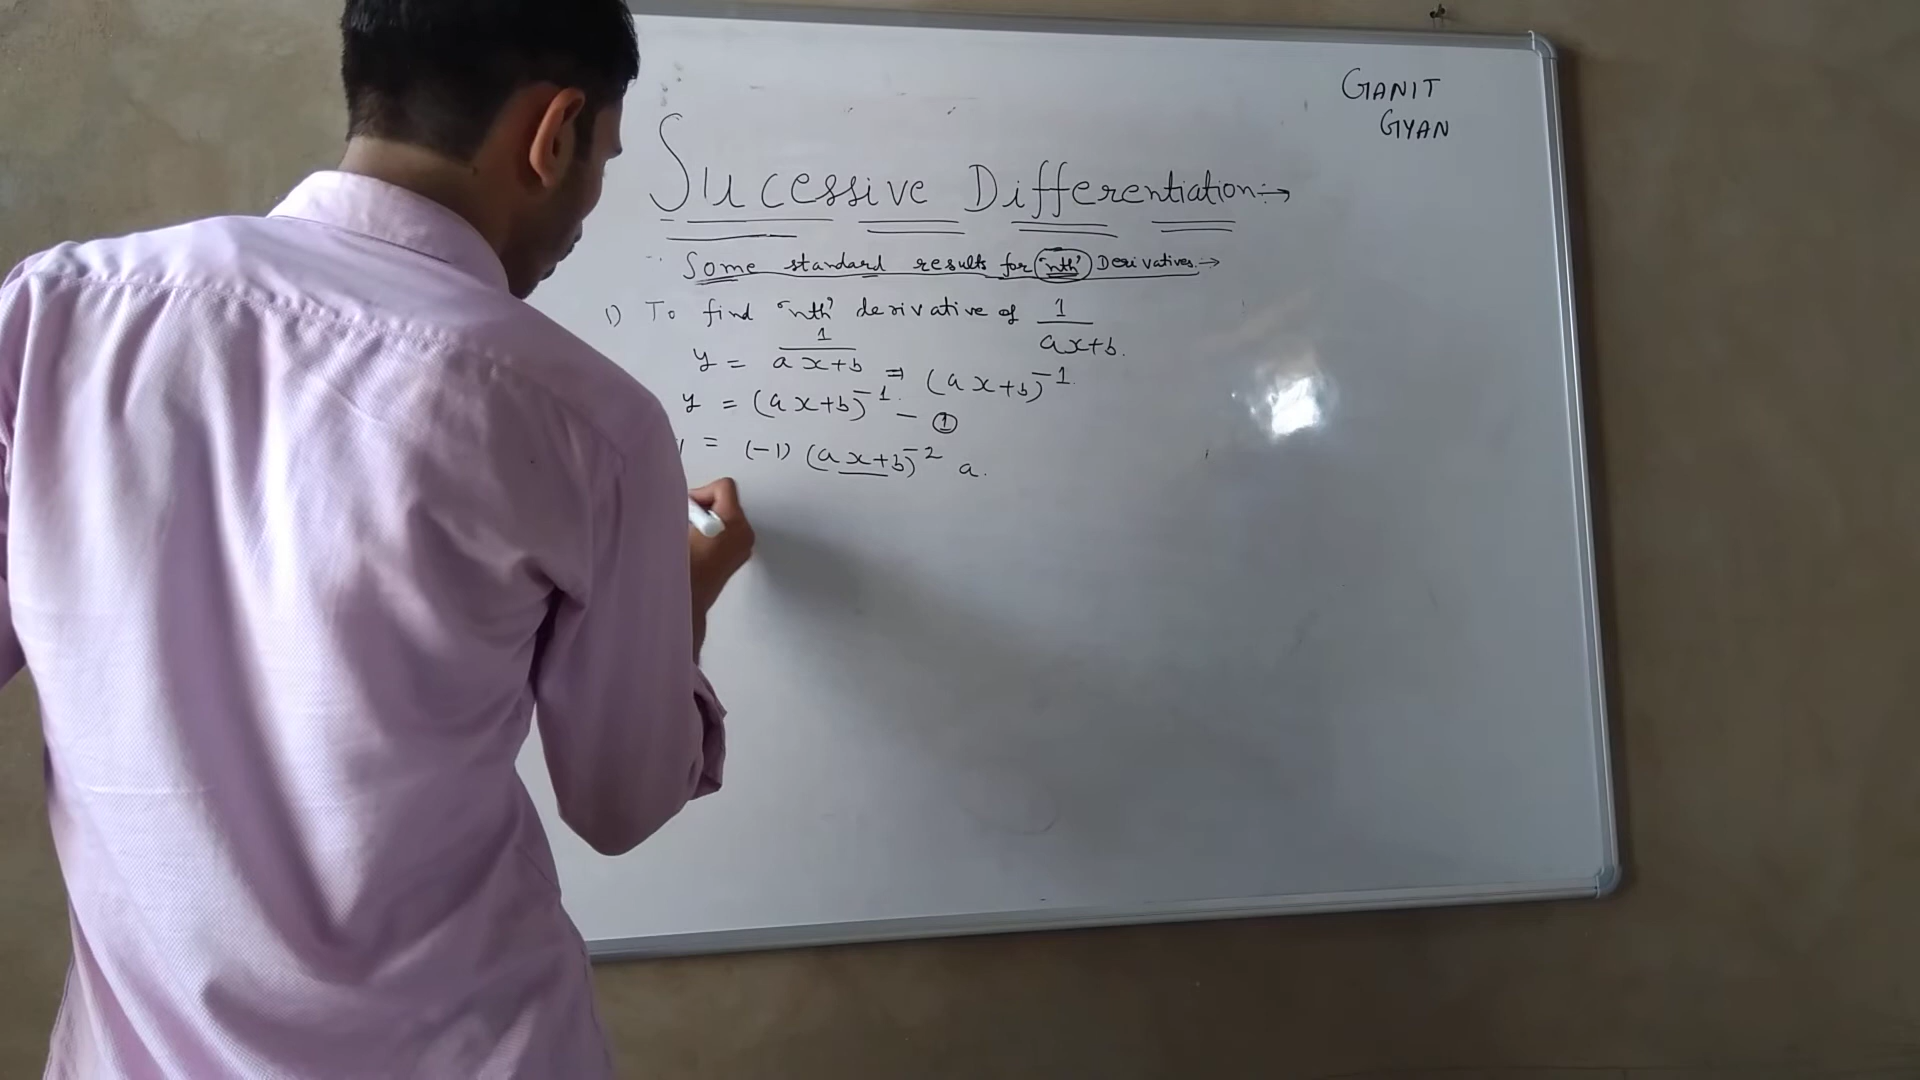 GANIT
GYAN
Sucessive Differentiation:→
Some standard results for 'nth' Derivatives.→
1) To find 'nth' derivative of 1/ax+b.
y = 1/ax+b ⇒ (ax+b)⁻¹.
y = (ax+b)⁻¹. — ①
= (-1) (ax+b)⁻² a.